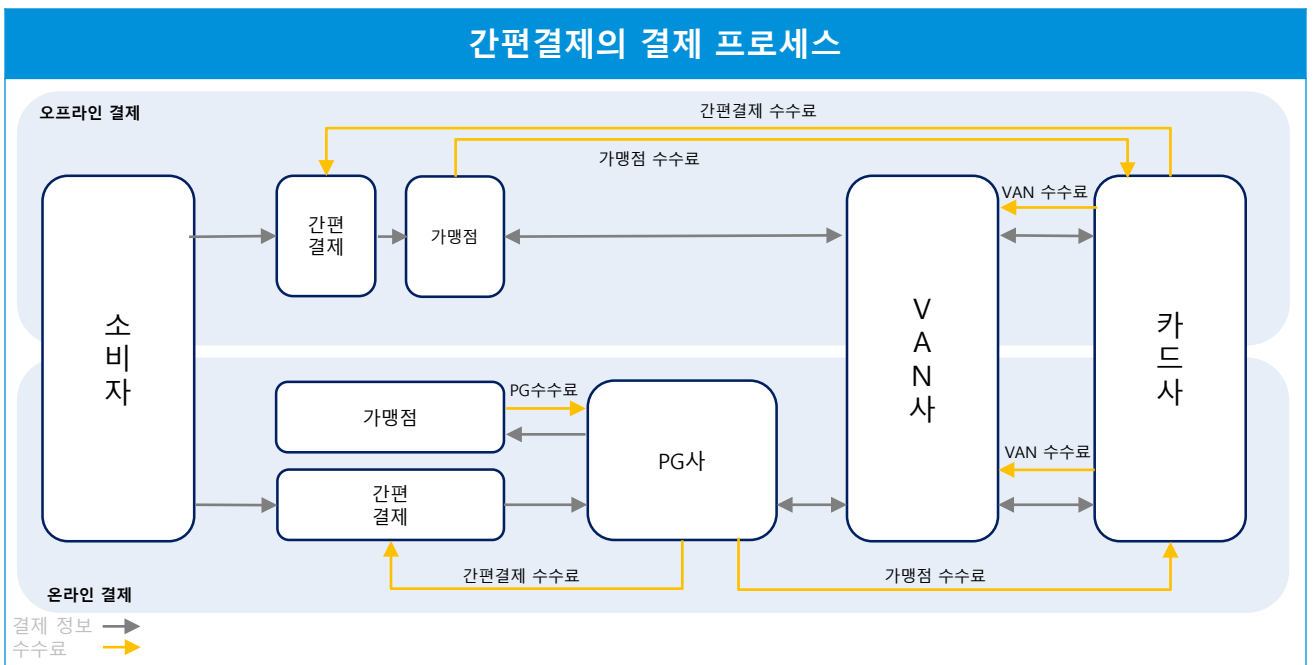 간편결제의 결제 프로세스
오프라인 결제
간편결제 수수료
가맹점 수수료
VAN 수수료
소
비
자
간편
결제
가맹점
V
A
N
사
카
드
사
가맹점
PG수수료
PG사
VAN 수수료
간편
결제
간편결제 수수료
가맹점 수수료
온라인 결제
결제 정보
수수료